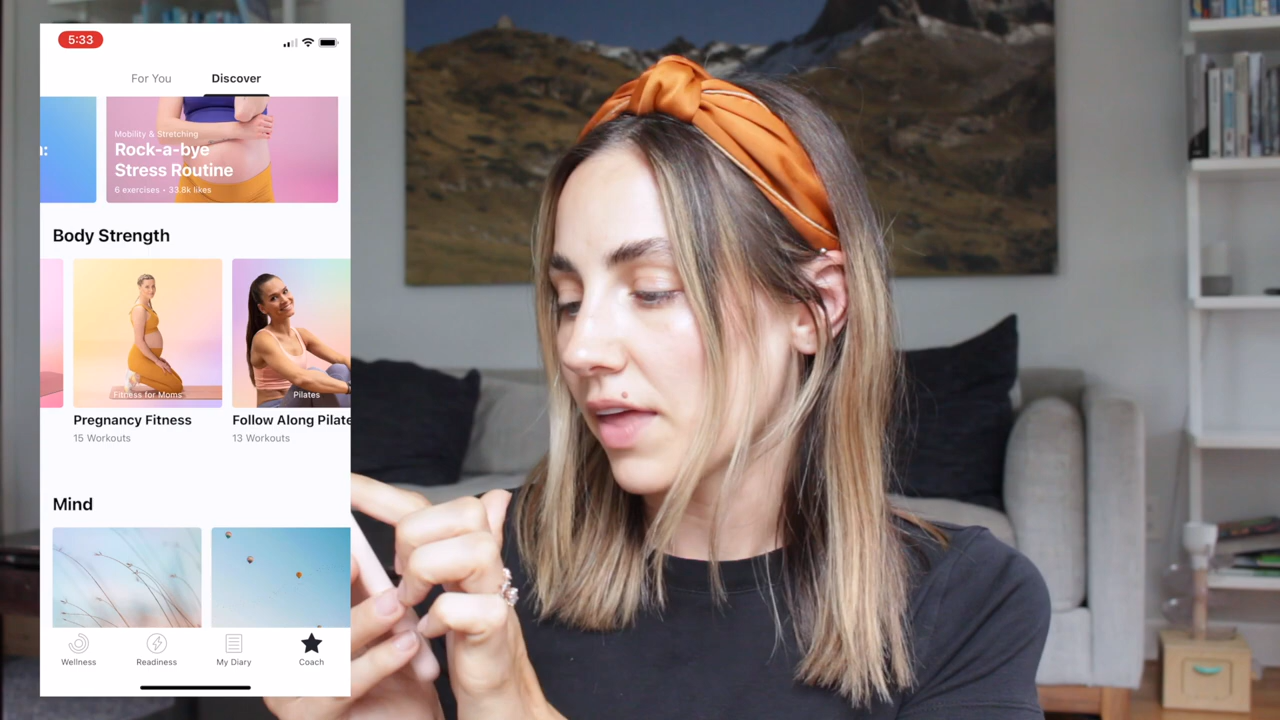 5:33
For You
Discover
:
Mobility & Stretching
Rock-a-bye
Stress Routine
6 exercises - 33.8k likes
Body Strength
Fitness for Moms
Pilates
Pregnancy Fitness
Follow Along Pilate
15 Workouts
13 Workouts
Mind
Wellness
Readiness
My Diary
Coach